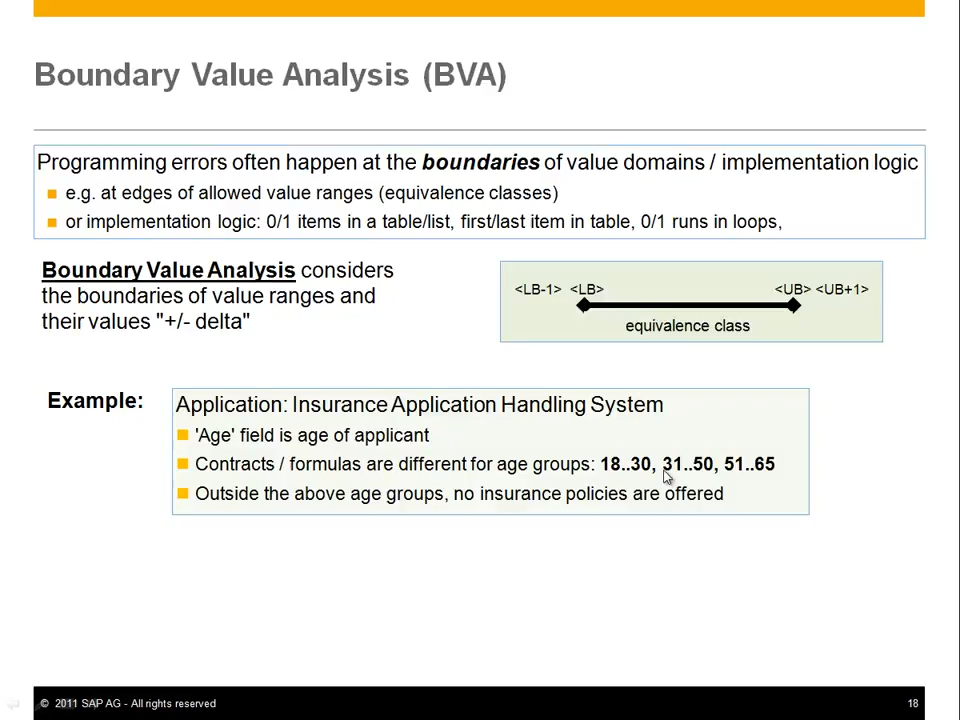 Boundary Value Analysis (BVA)
Programming errors often happen at the boundaries of value domains / implementation logic
e.g. at edges of allowed value ranges (equivalence classes)
or implementation logic: 0/1 items in a table/list, first/last item in table, 0/1 runs in loops,
Boundary Value Analysis considers
the boundaries of value ranges and
their values "+/- delta"
<LB-1> <LB> <UB> <UB+1>
equivalence class
Example:
Application: Insurance Application Handling System
'Age' field is age of applicant
Contracts / formulas are different for age groups: 18..30, 31..50, 51..65
Outside the above age groups, no insurance policies are offered
© 2011 SAP AG - All rights reserved
18